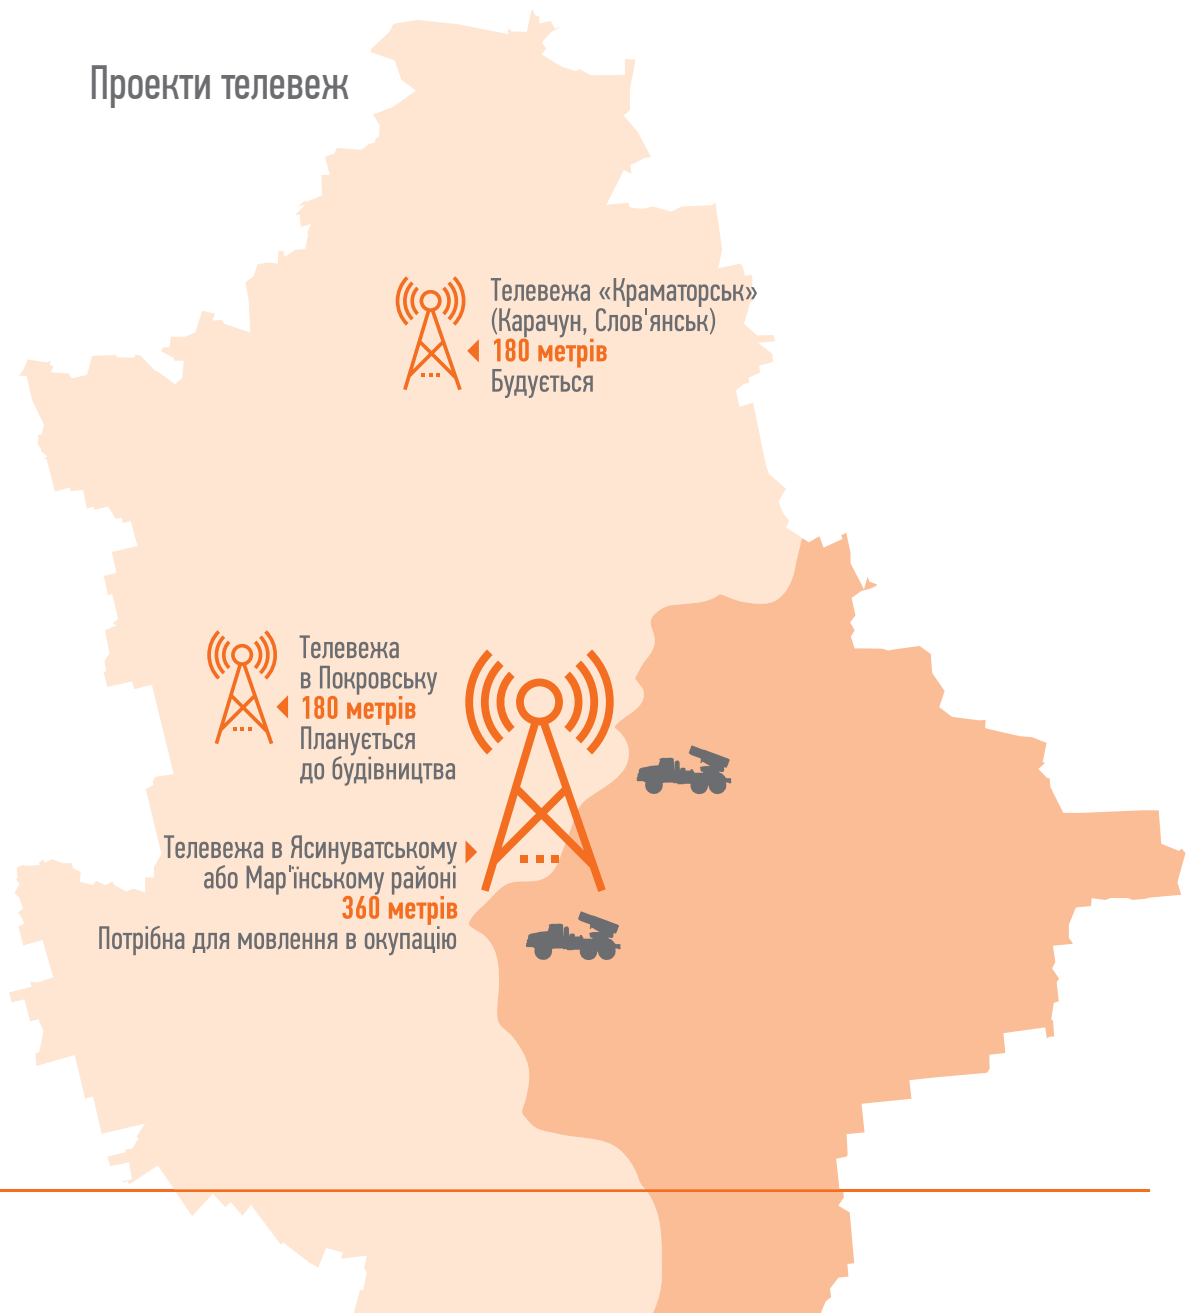 Проекти телевеж
Телевежа «Краматорськ»
(Карачун, Слов'янськ)
180 метрів
Будується
Телевежа
в Покровську
180 метрів
Планується
до будівництва
Телевежа в Ясинуватському
або Мар'їнському районі
360 метрів
Потрібна для мовлення в окупацію